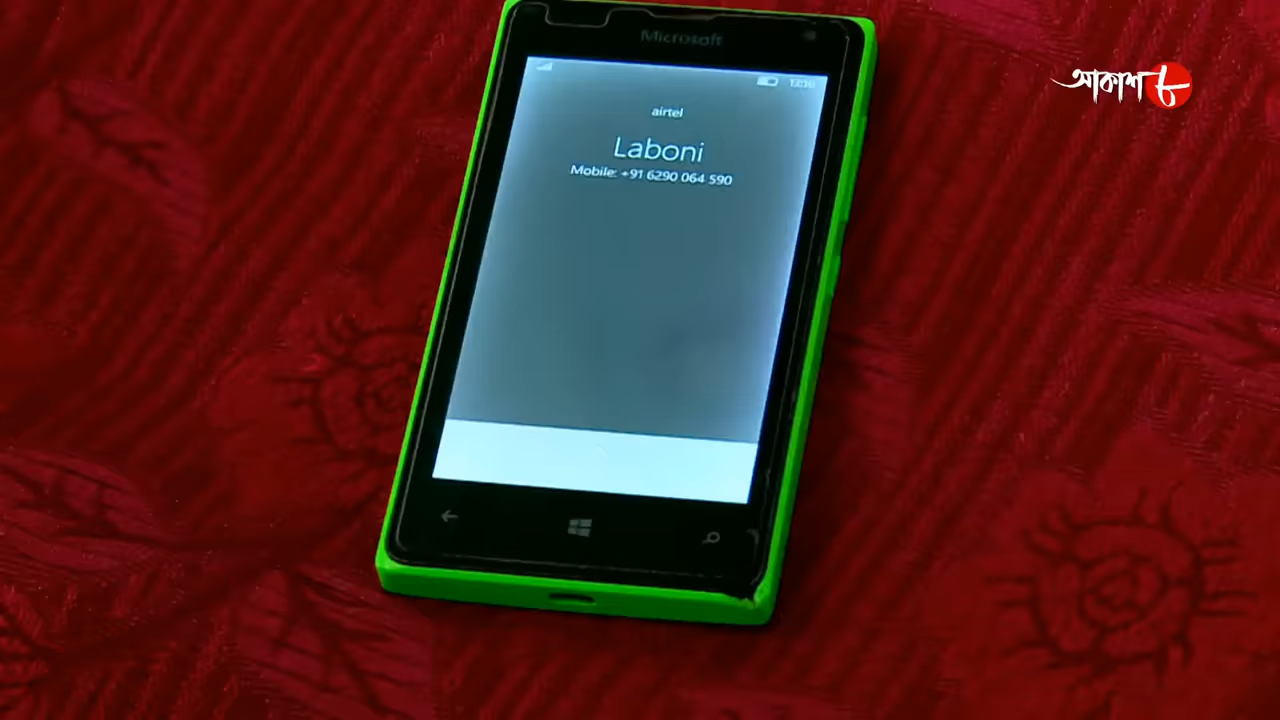 Microsoft
আকাশ ৮
airtel
Laboni
Mobile: +91 6290 064 590